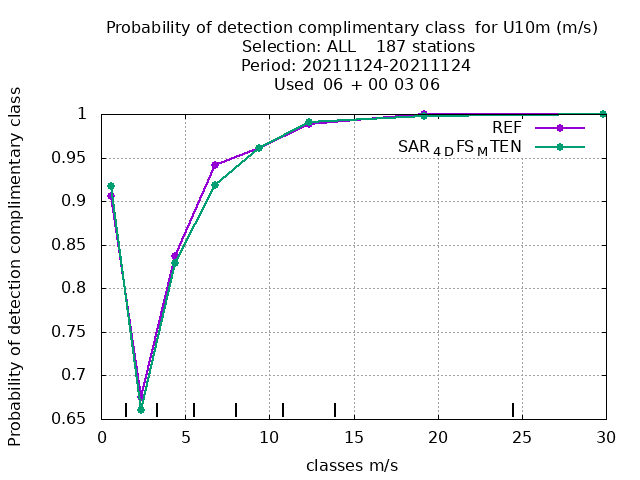 Probability of detection complimentary class  for U10m (m/s)
Selection: ALL    187 stations
Period: 20211124-20211124
Used  06 + 00 03 06
Probability of detection complimentary class
1
0.95
0.9
0.85
0.8
0.75
0.7
0.65
REF
SAR4DFSMTEN
0 5 10 15 20 25 30
classes m/s